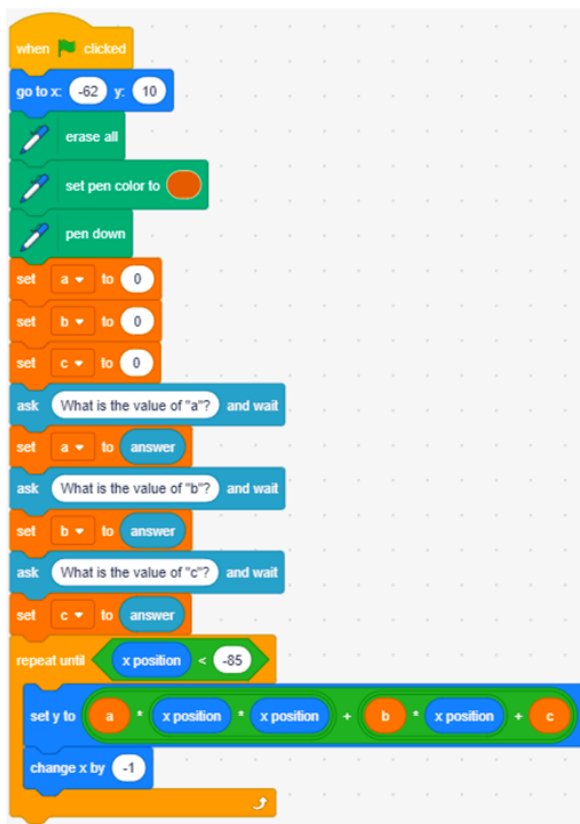 when clicked
go to x: -62 y: 10
erase all
set pen color to
pen down
set a to 0
set b to 0
set c to 0
ask What is the value of "a"? and wait
set a to answer
ask What is the value of "b"? and wait
set b to answer
ask What is the value of "c"? and wait
set c to answer
repeat until x position < -85
set y to a * x position * x position + b * x position + c
change x by -1